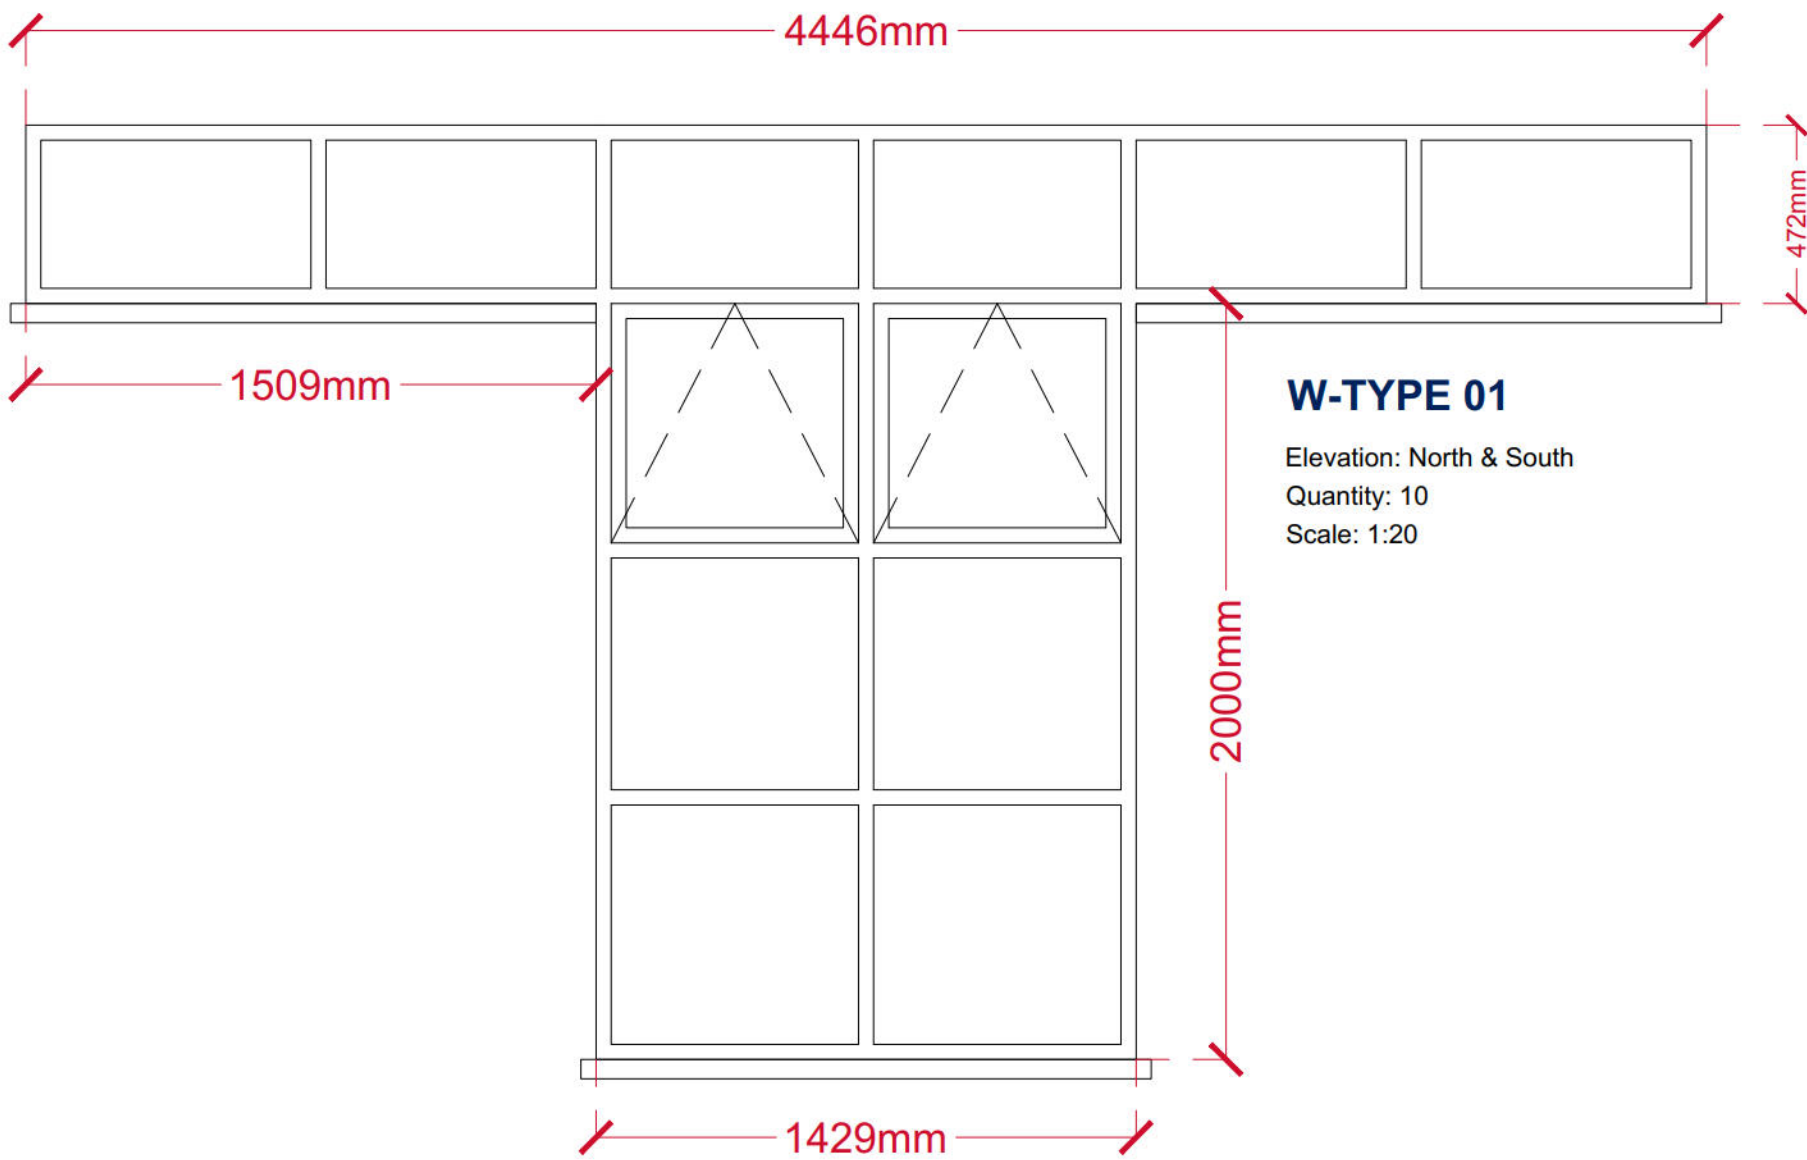 4446mm
472mm
1509mm
W-TYPE 01
Elevation: North & South
Quantity: 10
Scale: 1:20
2000mm
1429mm